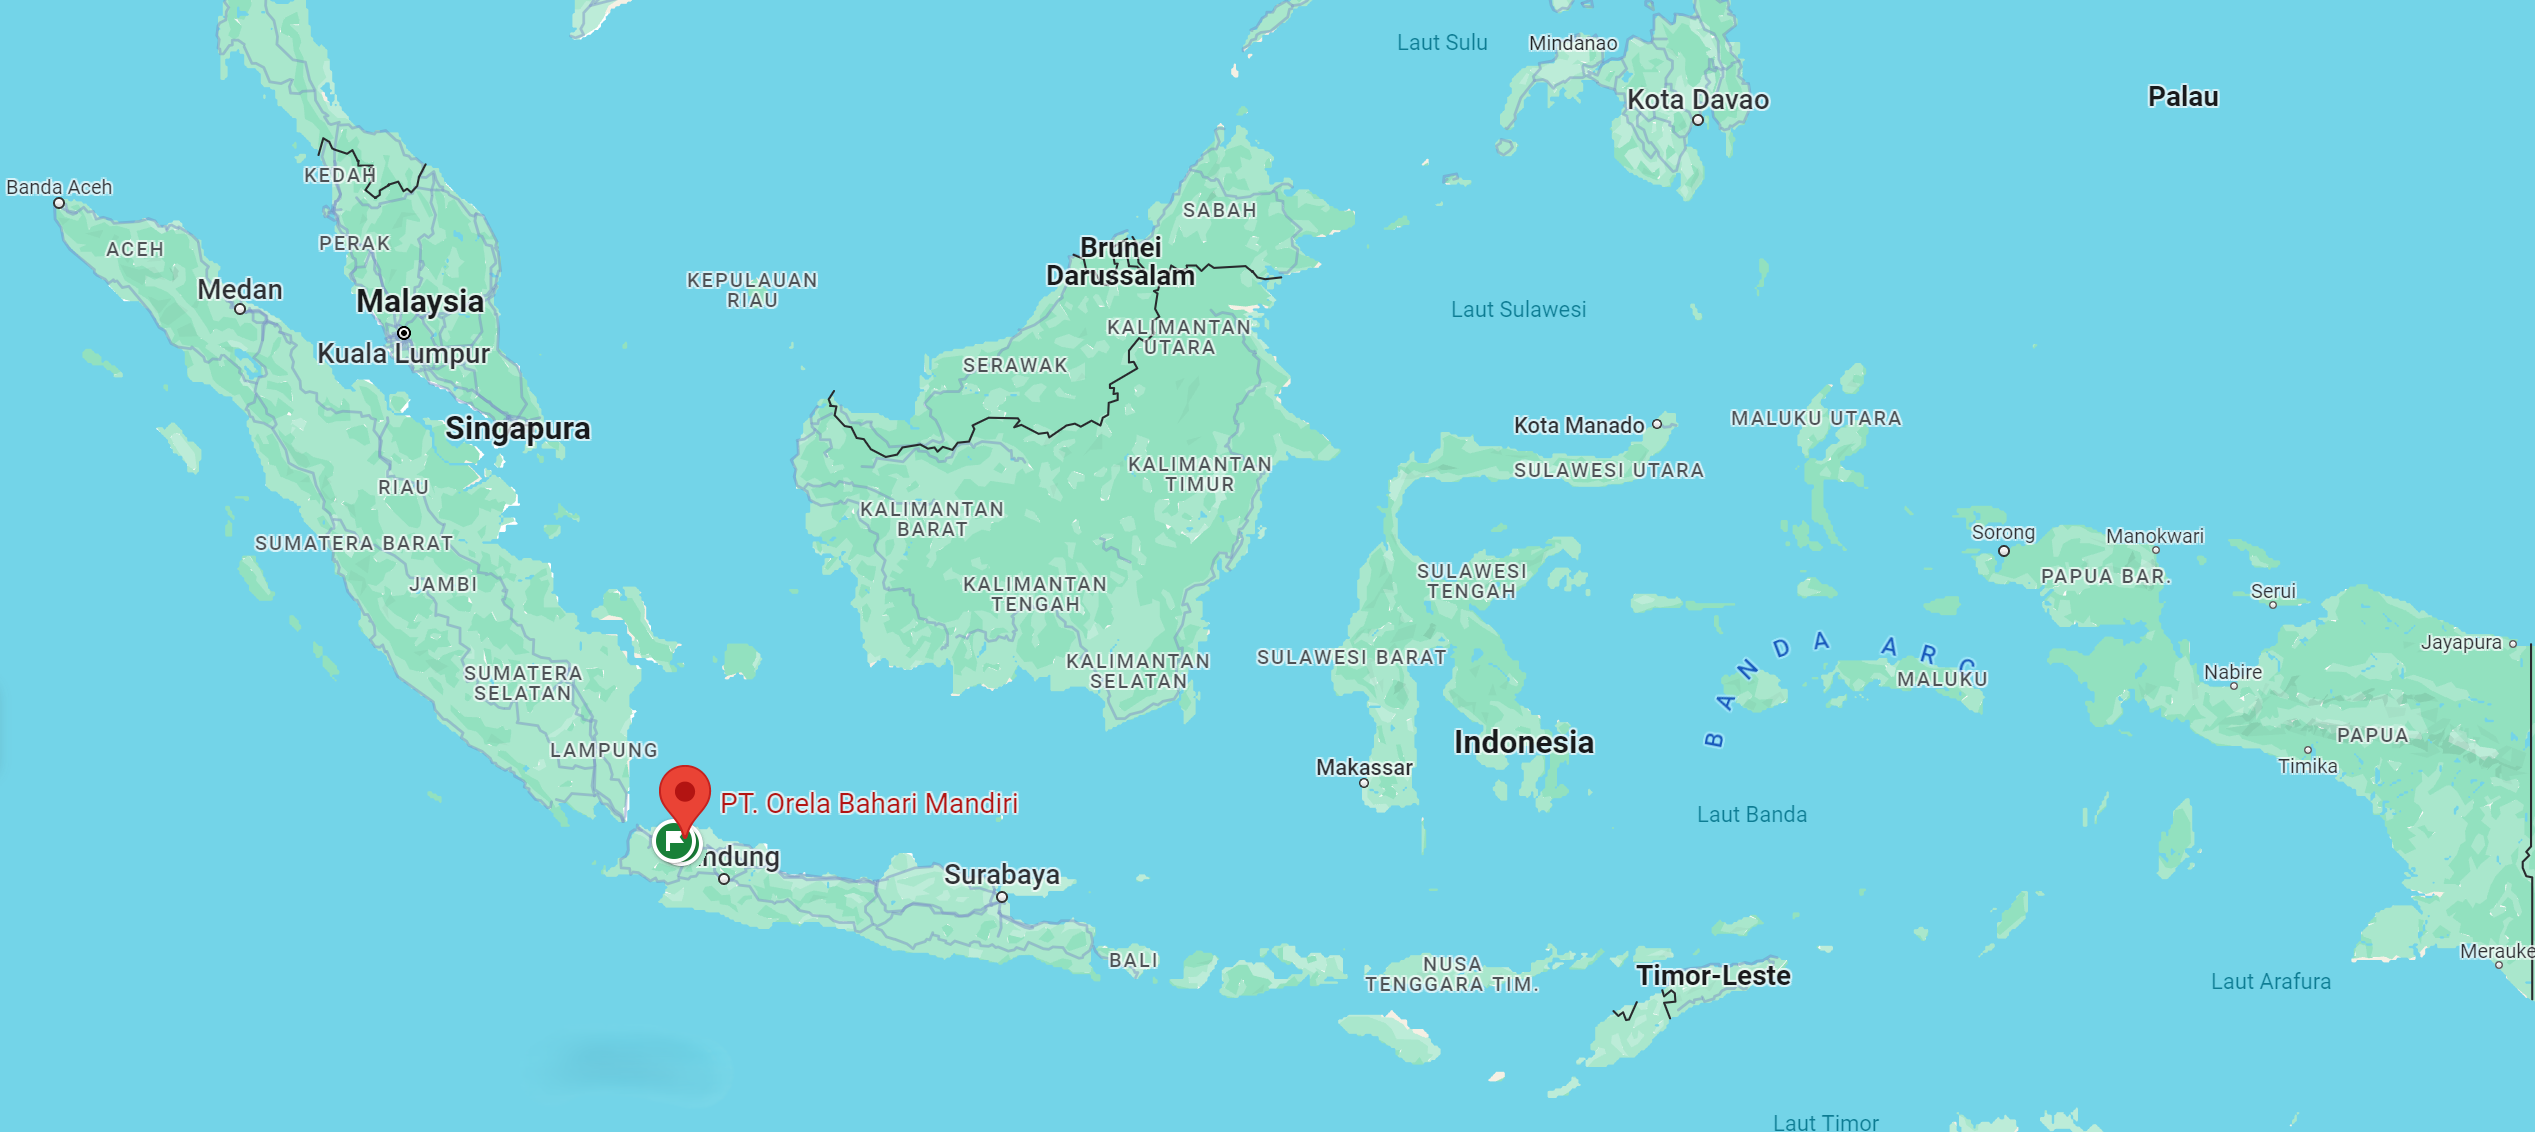 Laut Sulu
Mindanao
Kota Davao
Palau
KEDAH
Banda Aceh
PERAK
SABAH
ACEH
Brunei
Darussalam
KEPULAUAN
RIAU
Medan
Malaysia
Laut Sulawesi
KALIMANTAN
UTARA
Kuala Lumpur
SERAWAK
Singapura
Kota Manado
MALUKU UTARA
KALIMANTAN
TIMUR
SULAWESI UTARA
RIAU
KALIMANTAN
BARAT
Sorong
Manokwari
SUMATERA BARAT
SULAWESI
TENGAH
PAPUA BAR.
JAMBI
KALIMANTAN
TENGAH
Serui
BANDA ARC
Jayapura
SULAWESI BARAT
KALIMANTAN
SELATAN
SUMATERA
SELATAN
MALUKU
Nabire
PAPUA
Indonesia
LAMPUNG
Makassar
Timika
PT. Orela Bahari Mandiri
Laut Banda
ndung
Surabaya
Merauke
BALI
NUSA
TENGGARA TIM.
Timor-Leste
Laut Arafura
Laut Timor